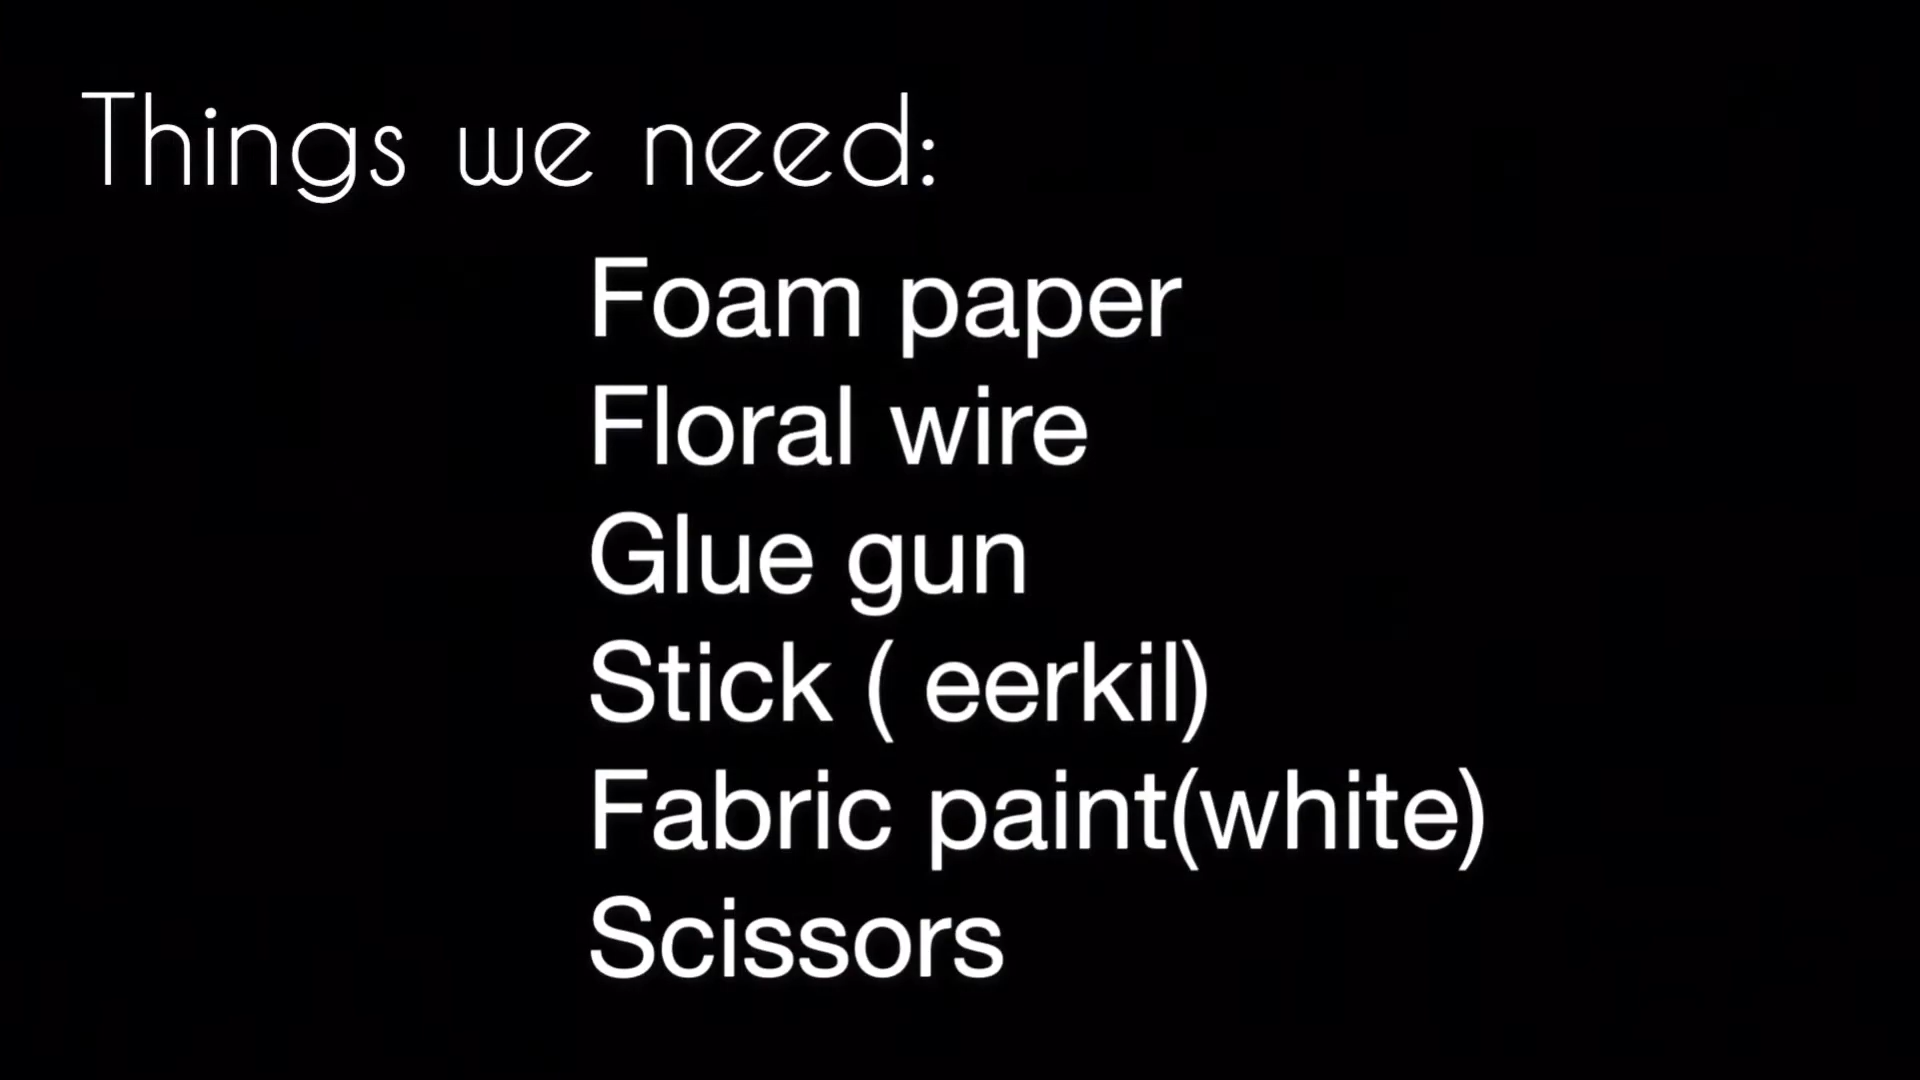 Things we need:
Foam paper
Floral wire
Glue gun
Stick ( eerkil)
Fabric paint(white)
Scissors